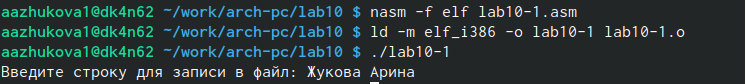 aazhukova1@dk4n62 ~/work/arch-pc/lab10 $ nasm -f elf lab10-1.asm
aazhukova1@dk4n62 ~/work/arch-pc/lab10 $ ld -m elf_i386 -o lab10-1 lab10-1.o
aazhukova1@dk4n62 ~/work/arch-pc/lab10 $ ./lab10-1
Введите строку для записи в файл: Жукова Арина